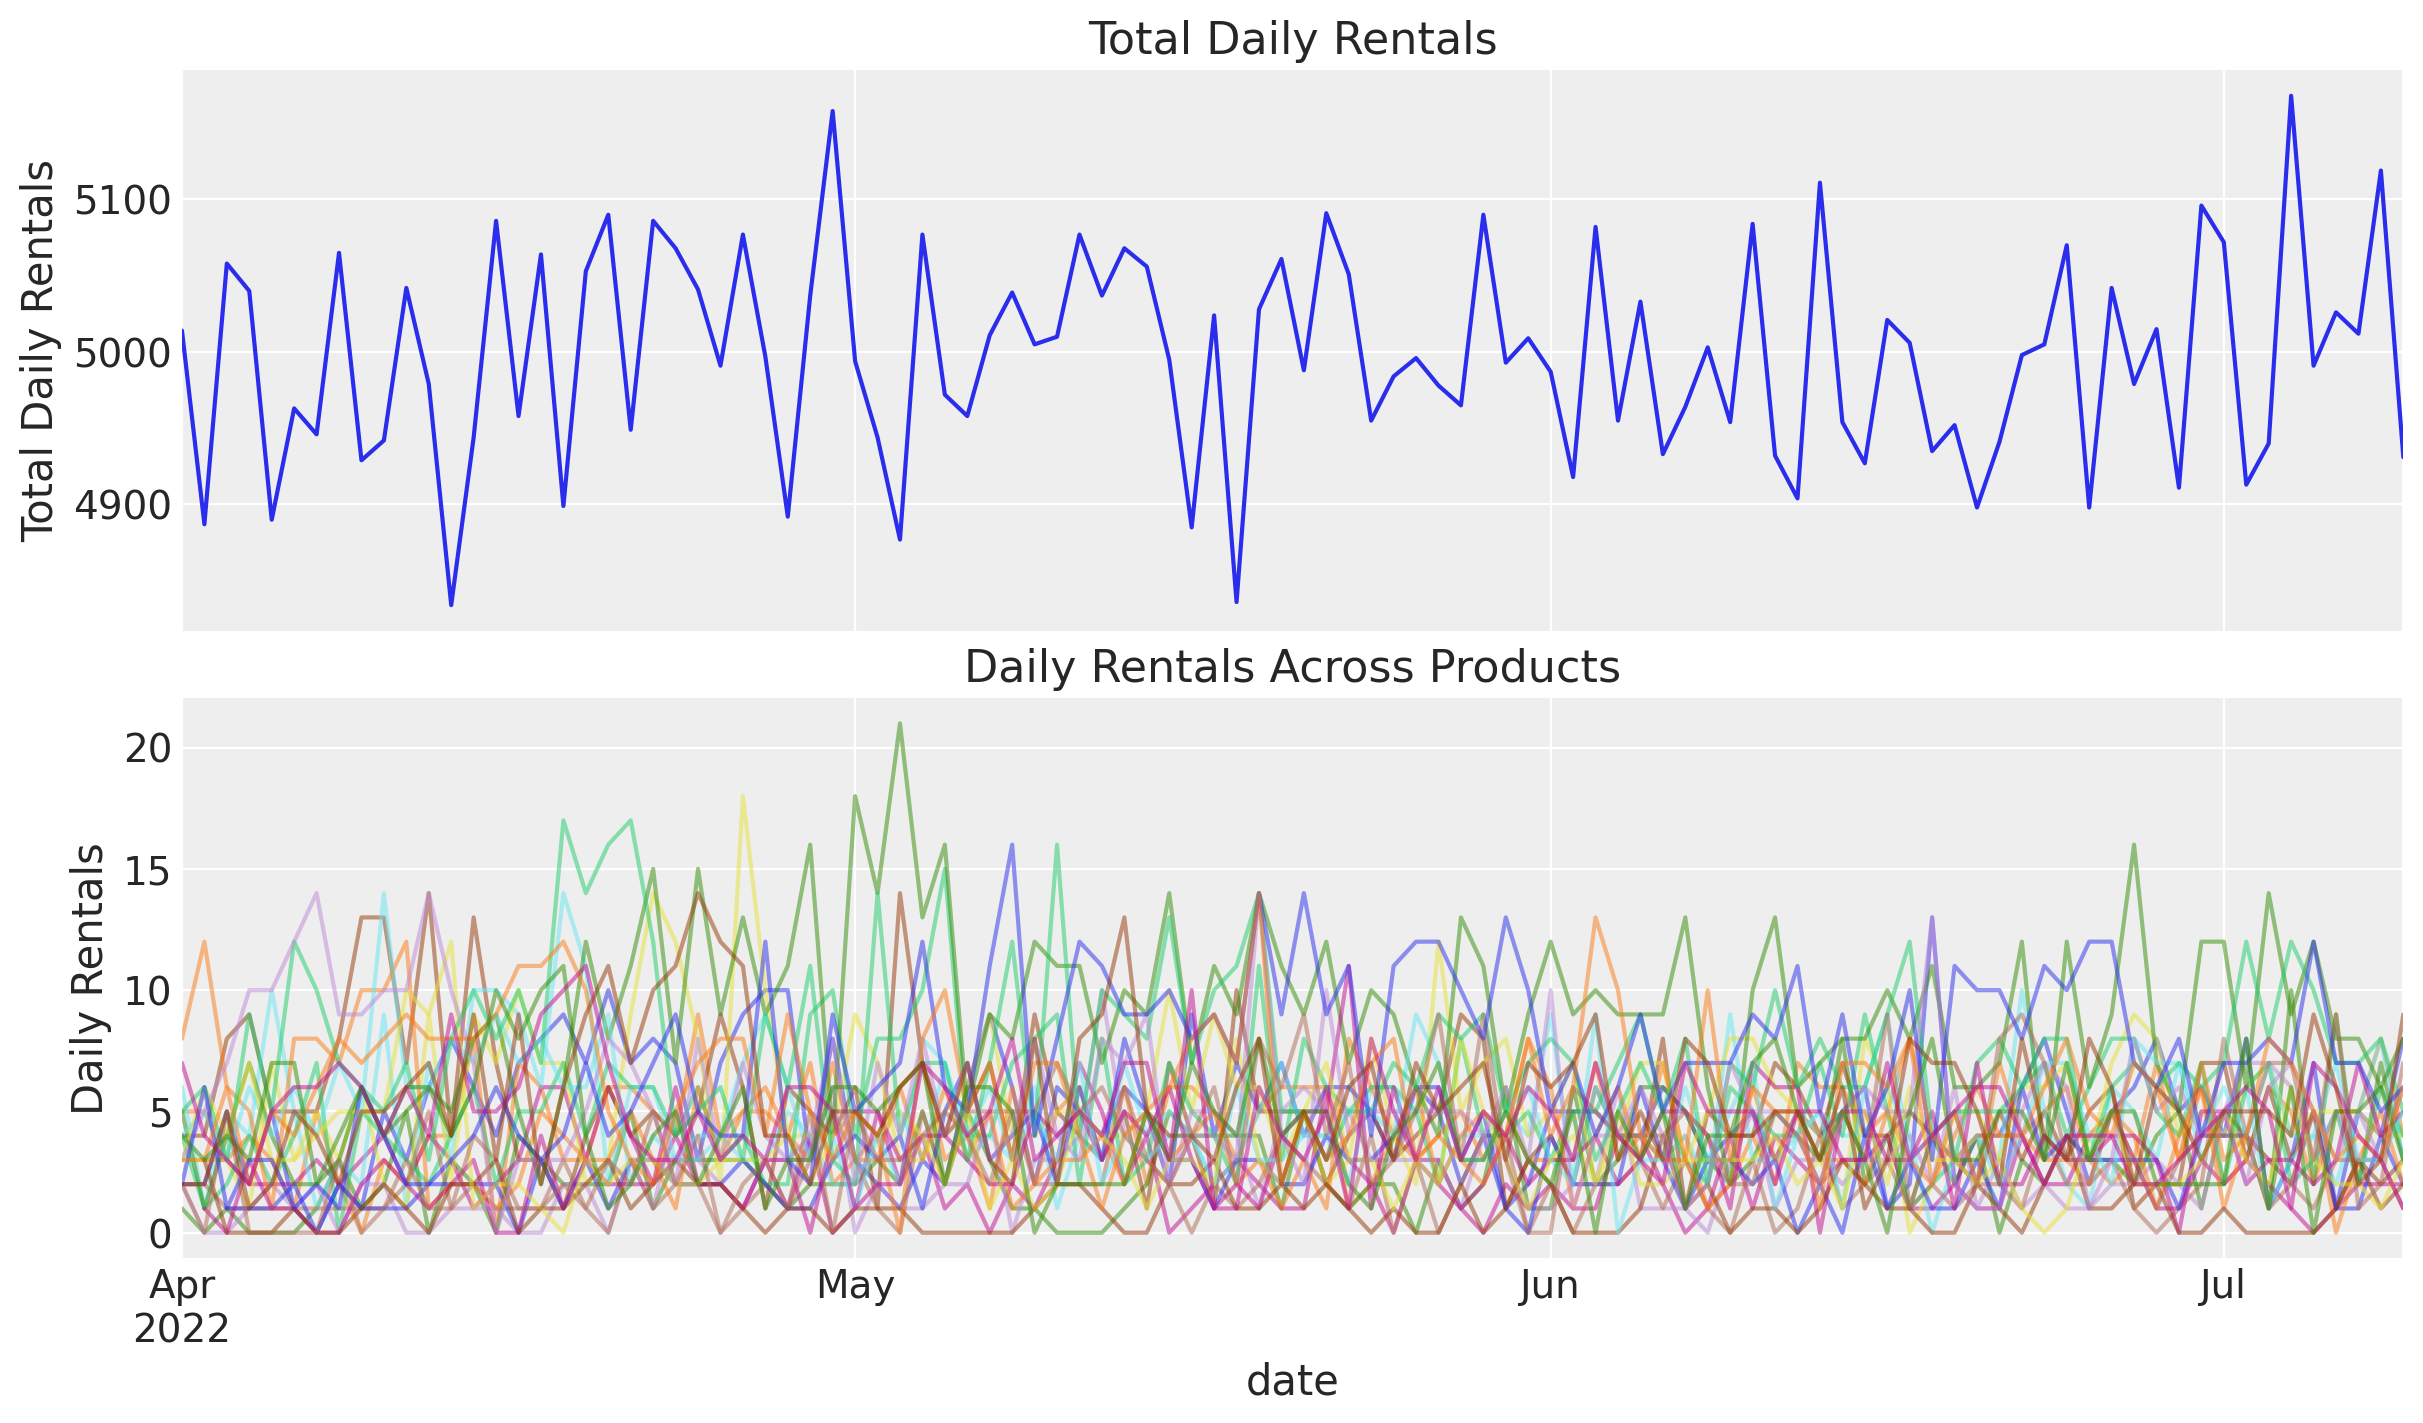 Total Daily Rentals
Total Daily Rentals
5100
5000
4900
Daily Rentals Across Products
Daily Rentals
20
15
10
5
0
Apr
2022
May
Jun
Jul
date